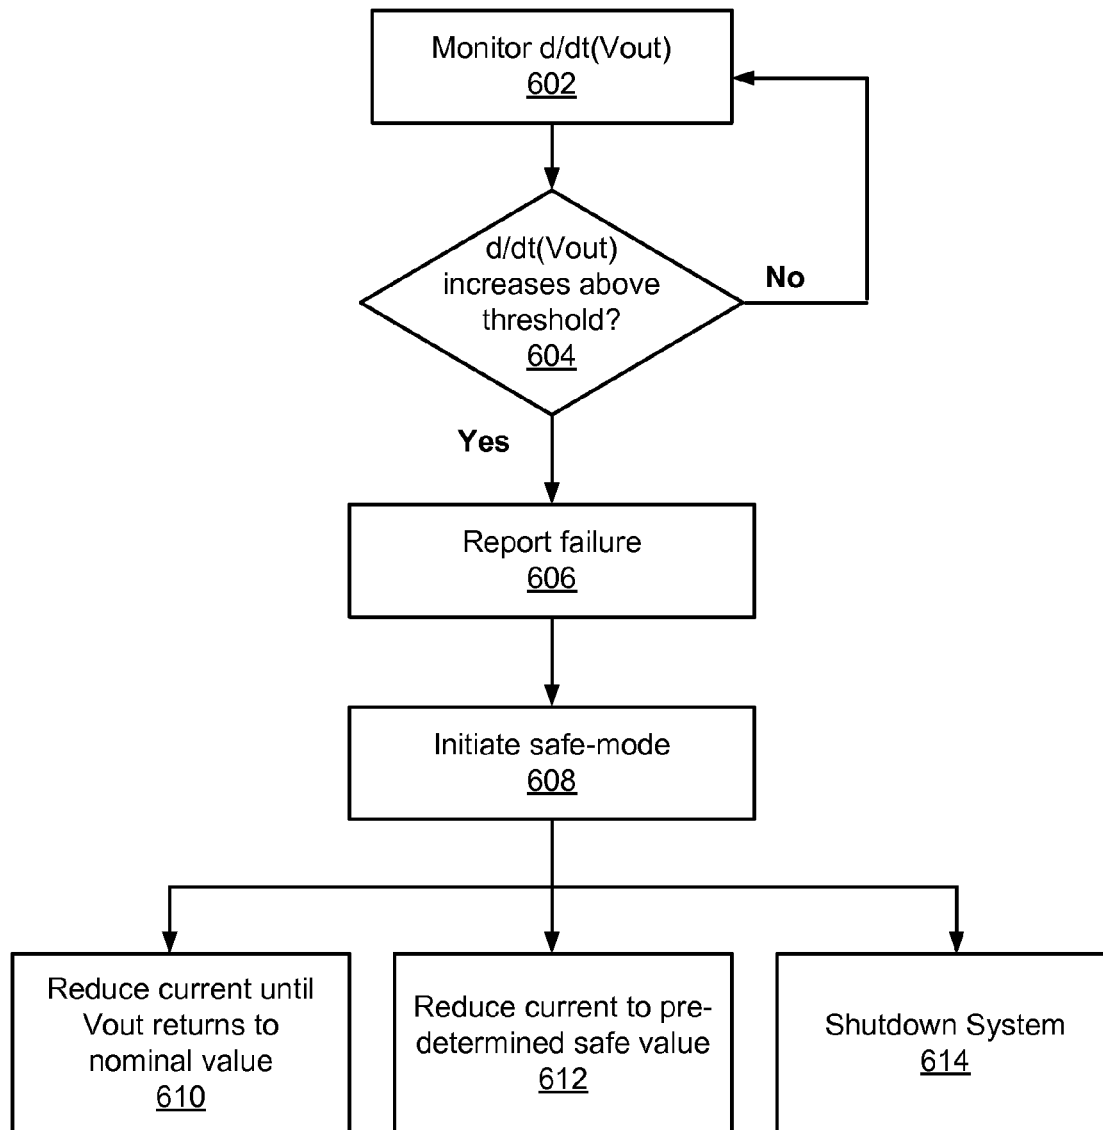 Monitor d/dt(Vout)
602
d/dt(Vout)
increases above
threshold?
604
No
Yes
Report failure
606
Initiate safe-mode
608
Reduce current until
Vout returns to
nominal value
610
Reduce current to pre-
determined safe value
612
Shutdown System
614